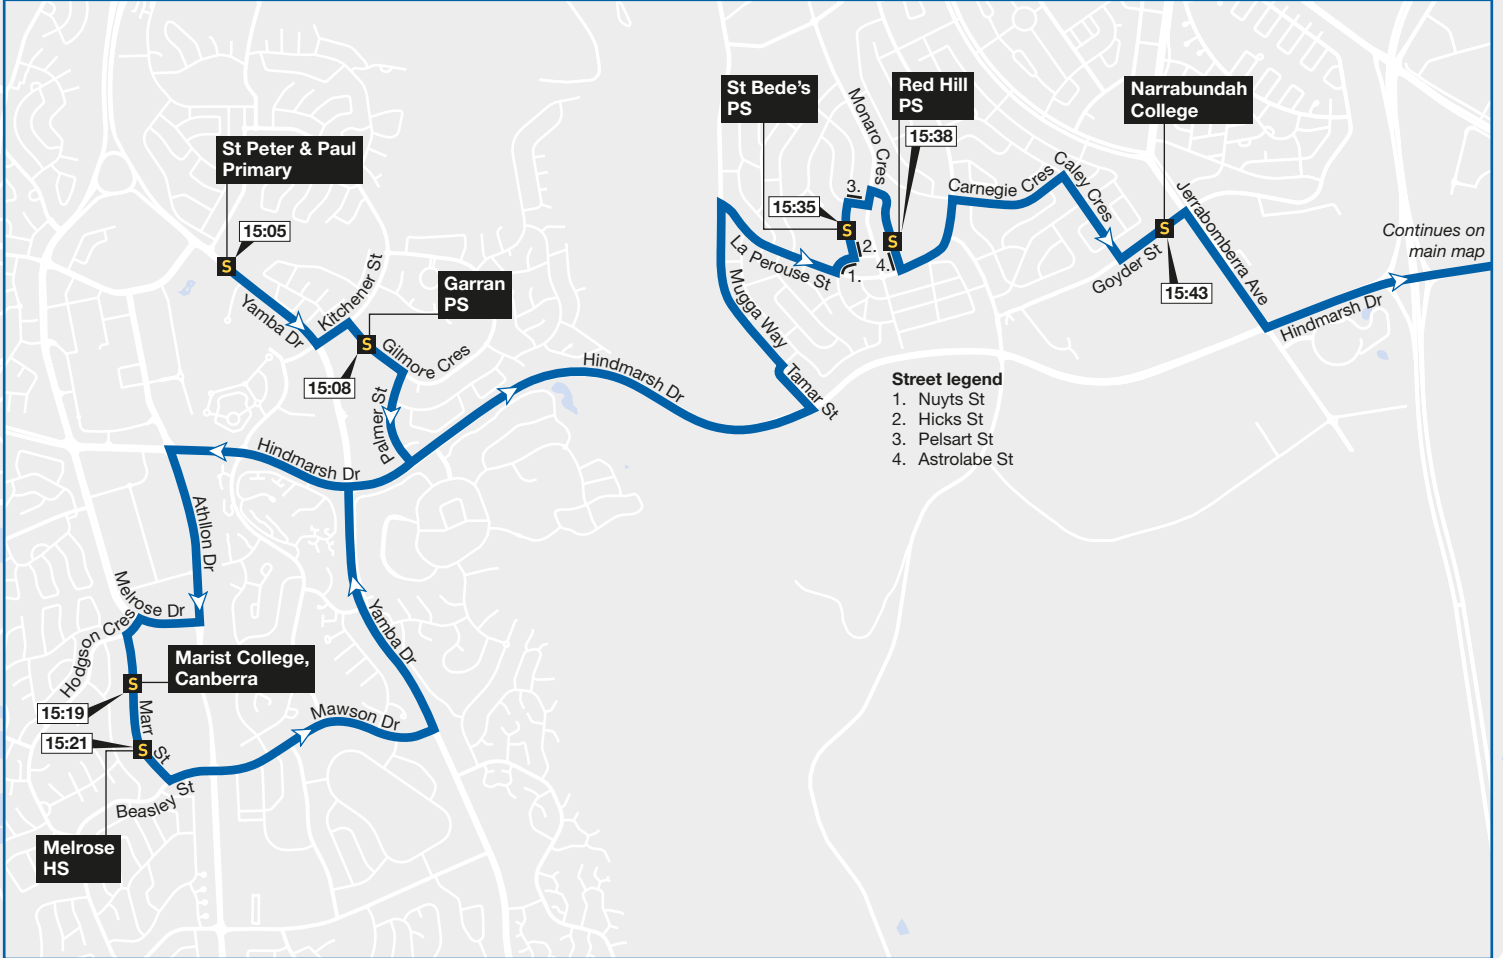 St Peter & Paul
Primary
15:05
S
Yamba Dr
Kitchener St
Garran
PS
S
15:08
Gilmore Cres
Palmer St
Hindmarsh Dr
Athllon Dr
Melrose Dr
Hodgson Cres
Marist College,
Canberra
S
15:19
Marr St
15:21
S
Melrose
HS
Beasley St
Mawson Dr
Yamba Dr
Hindmarsh Dr
Tamar St
Mugga Way
La Perouse St
St Bede's
PS
15:35
S
1.
2.
3.
4.
Monaro Cres
Red Hill
PS
15:38
S
Carnegie Cres
Caley Cres
Goyder St
Narrabundah
College
S
15:43
Jerrabomberra Ave
Hindmarsh Dr
Continues on
main map
Street legend
1. Nuyts St
2. Hicks St
3. Pelsart St
4. Astrolabe St